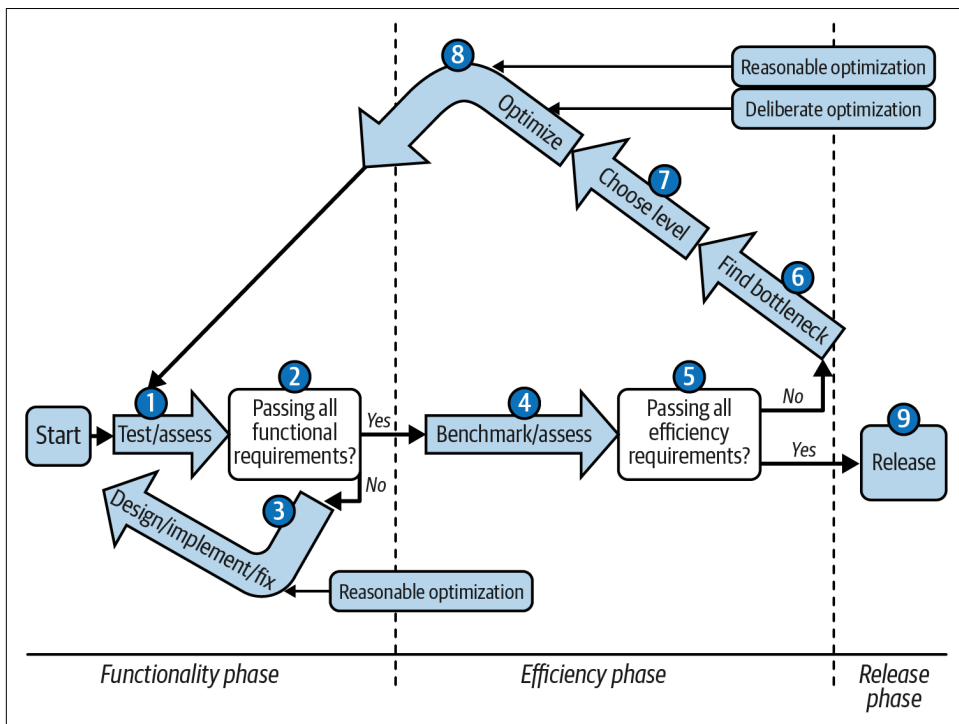 8
Reasonable optimization
Deliberate optimization
Optimize
7
Choose level
6
Find bottleneck
Start
1
Test/assess
2
Passing all
functional
requirements?
Yes
No
3
Design/implement/fix
Reasonable optimization
4
Benchmark/assess
5
Passing all
efficiency
requirements?
No
Yes
9
Release
Functionality phase
Efficiency phase
Release
phase